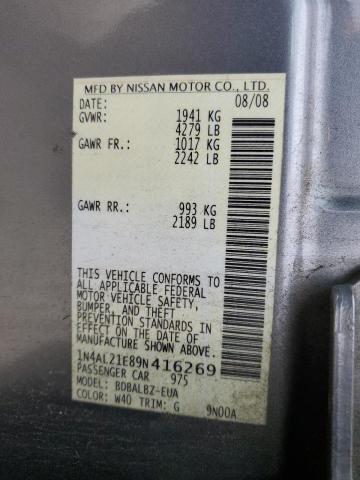 MFD BY NISSAN MOTOR CO., LTD.
DATE: 08/08
GVWR: 1941 KG
4279 LB
GAWR FR.: 1017 KG
2242 LB
GAWR RR.: 993 KG
2189 LB
THIS VEHICLE CONFORMS TO
ALL APPLICABLE FEDERAL
MOTOR VEHICLE SAFETY,
BUMPER, AND THEFT
PREVENTION STANDARDS IN
EFFECT ON THE DATE OF
MANUFACTURE SHOWN ABOVE.
1N4AL21E89N416269
PASSENGER CAR 975
MODEL: BDBALBZ-EUA
COLOR: W40 TRIM: G 9N00A